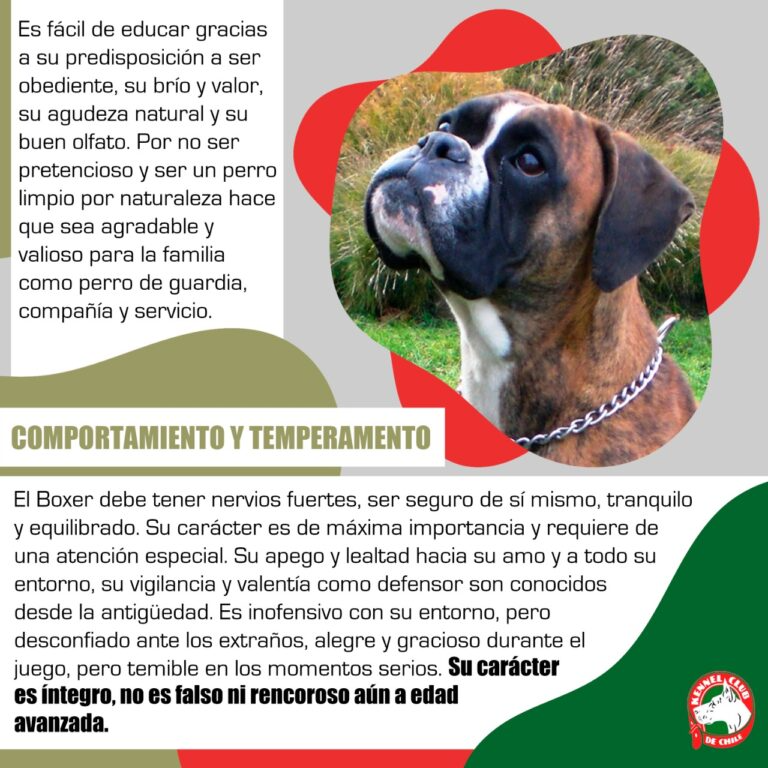 Es fácil de educar gracias
a su predisposición a ser
obediente, su brío y valor,
su agudeza natural y su
buen olfato. Por no ser
pretencioso y ser un perro
limpio por naturaleza hace
que sea agradable y
valioso para la familia
como perro de guardia,
compañía y servicio.
COMPORTAMIENTO Y TEMPERAMENTO
El Boxer debe tener nervios fuertes, ser seguro de sí mismo, tranquilo
y equilibrado. Su carácter es de máxima importancia y requiere de
una atención especial. Su apego y lealtad hacia su amo y a todo su
entorno, su vigilancia y valentía como defensor son conocidos
desde la antigüedad. Es inofensivo con su entorno, pero
desconfiado ante los extraños, alegre y gracioso durante el
juego, pero temible en los momentos serios. Su carácter
es íntegro, no es falso ni rencoroso aún a edad
avanzada.
KENNEL CLUB
DE CHILE